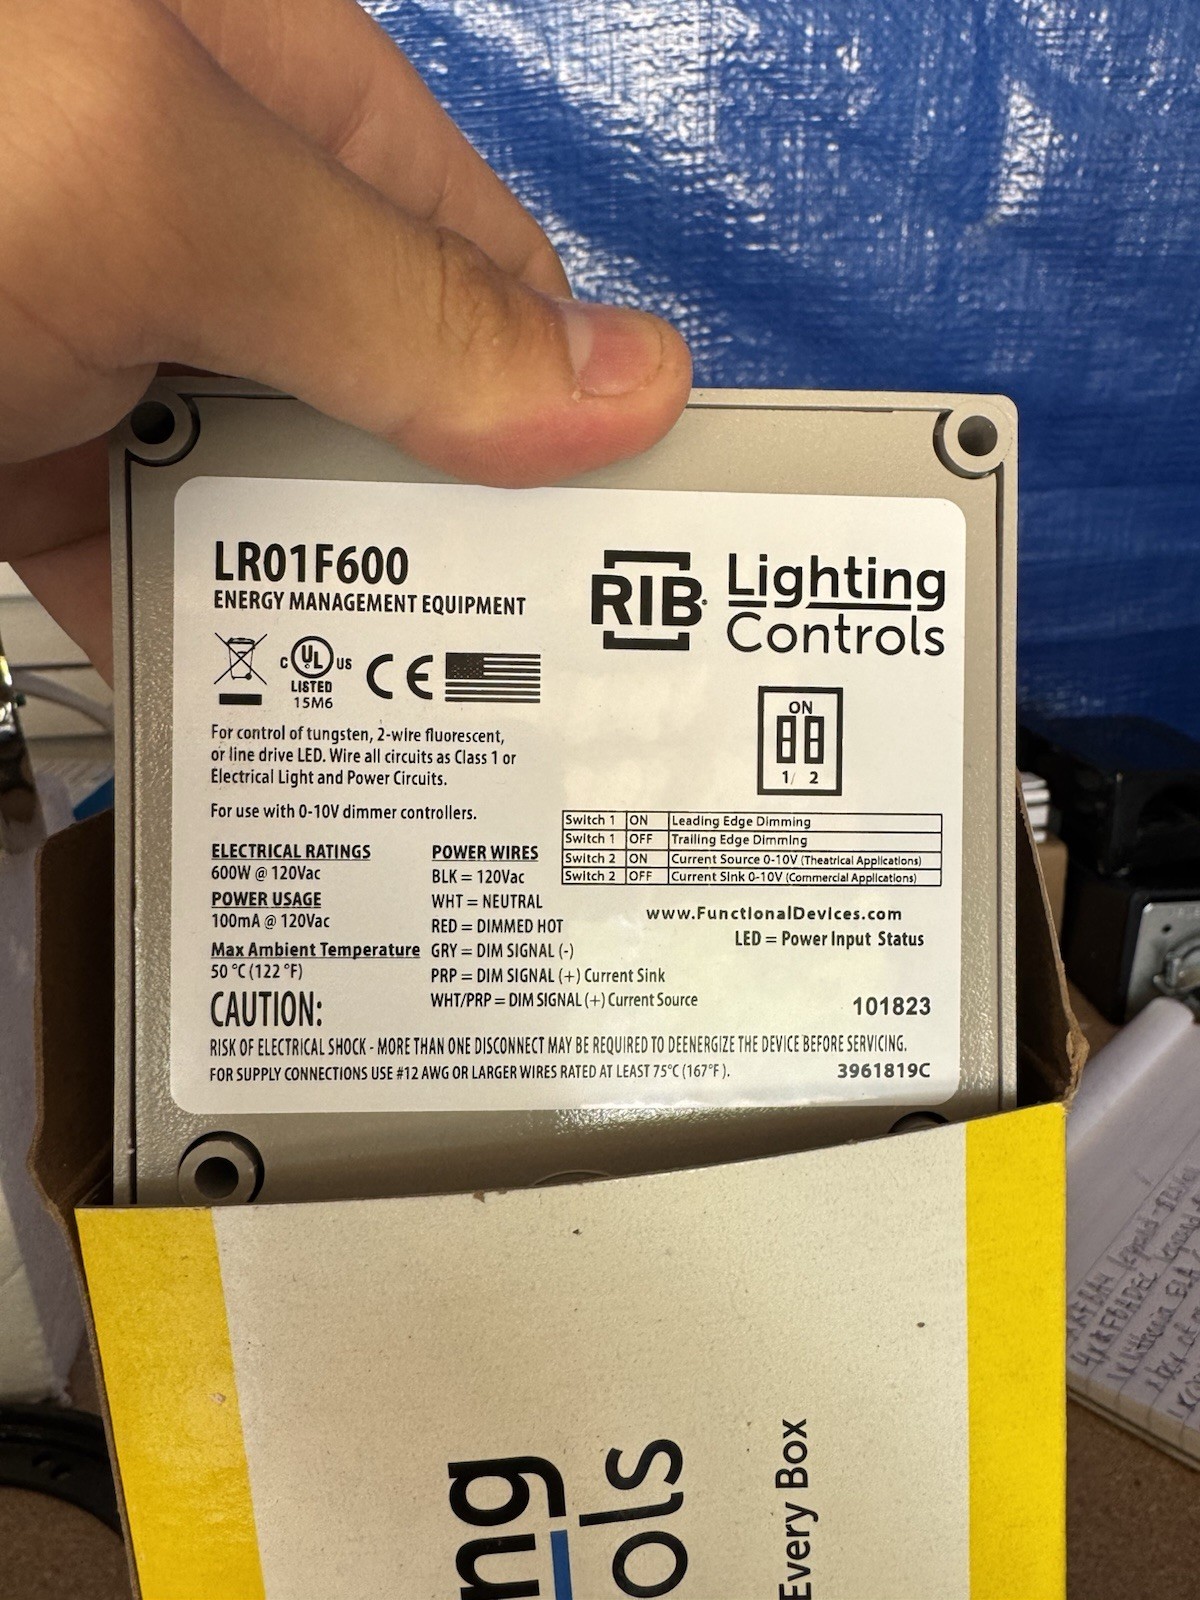 LR01F600
ENERGY MANAGEMENT EQUIPMENT
RIB
Lighting
Controls
C UL US
LISTED
15M6
CE
For control of tungsten, 2-wire fluorescent,
or line drive LED. Wire all circuits as Class 1 or
Electrical Light and Power Circuits.
For use with 0-10V dimmer controllers.
ON
1/ 2
Switch 1 ON Leading Edge Dimming
Switch 1 OFF Trailing Edge Dimming
Switch 2 ON Current Source 0-10V (Theatrical Applications)
Switch 2 OFF Current Sink 0-10V (Commercial Applications)
ELECTRICAL RATINGS
600W @ 120Vac
POWER USAGE
100mA @ 120Vac
Max Ambient Temperature
50 °C (122 °F)
POWER WIRES
BLK = 120Vac
WHT = NEUTRAL
RED = DIMMED HOT
GRY = DIM SIGNAL (-)
PRP = DIM SIGNAL (+) Current Sink
WHT/PRP = DIM SIGNAL (+) Current Source
www.FunctionalDevices.com
LED = Power Input Status
101823
CAUTION:
RISK OF ELECTRICAL SHOCK - MORE THAN ONE DISCONNECT MAY BE REQUIRED TO DEENERGIZE THE DEVICE BEFORE SERVICING.
FOR SUPPLY CONNECTIONS USE #12 AWG OR LARGER WIRES RATED AT LEAST 75°C (167°F ).
3961819C
ng
ols
Every Box